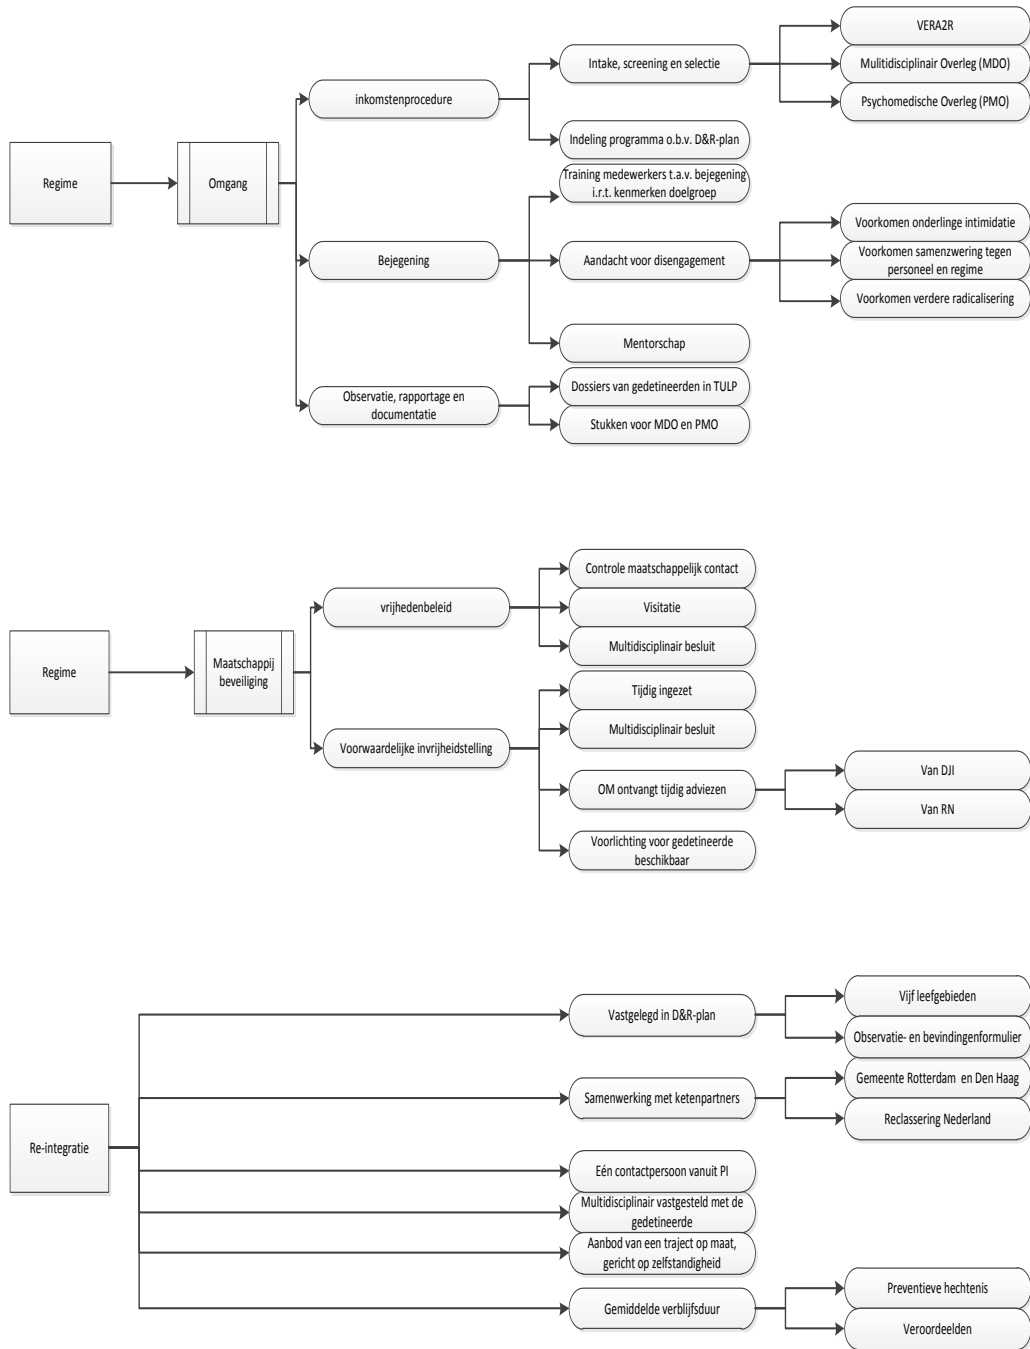 Regime
Omgang
inkomstenprocedure
Intake, screening en selectie
VERA2R
Mulitidisciplinair Overleg (MDO)
Psychomedische Overleg (PMO)
Indeling programma o.b.v. D&R-plan
Bejegening
Training medewerkers t.a.v. bejegening
i.r.t. kenmerken doelgroep
Aandacht voor disengagement
Voorkomen onderlinge intimidatie
Voorkomen samenzwering tegen
personeel en regime
Voorkomen verdere radicalisering
Mentorschap
Observatie, rapportage en
documentatie
Dossiers van gedetineerden in TULP
Stukken voor MDO en PMO
Regime
Maatschappij
beveiliging
vrijhedenbeleid
Controle maatschappelijk contact
Visitatie
Multidisciplinair besluit
Voorwaardelijke invrijheidstelling
Tijdig ingezet
Multidisciplinair besluit
OM ontvangt tijdig adviezen
Van DJI
Van RN
Voorlichting voor gedetineerde
beschikbaar
Re-integratie
Vastgelegd in D&R-plan
Vijf leefgebieden
Observatie- en bevindingenformulier
Samenwerking met ketenpartners
Gemeente Rotterdam en Den Haag
Reclassering Nederland
Eén contactpersoon vanuit PI
Multidisciplinair vastgesteld met de
gedetineerde
Aanbod van een traject op maat,
gericht op zelfstandigheid
Gemiddelde verblijfsduur
Preventieve hechtenis
Veroordeelden